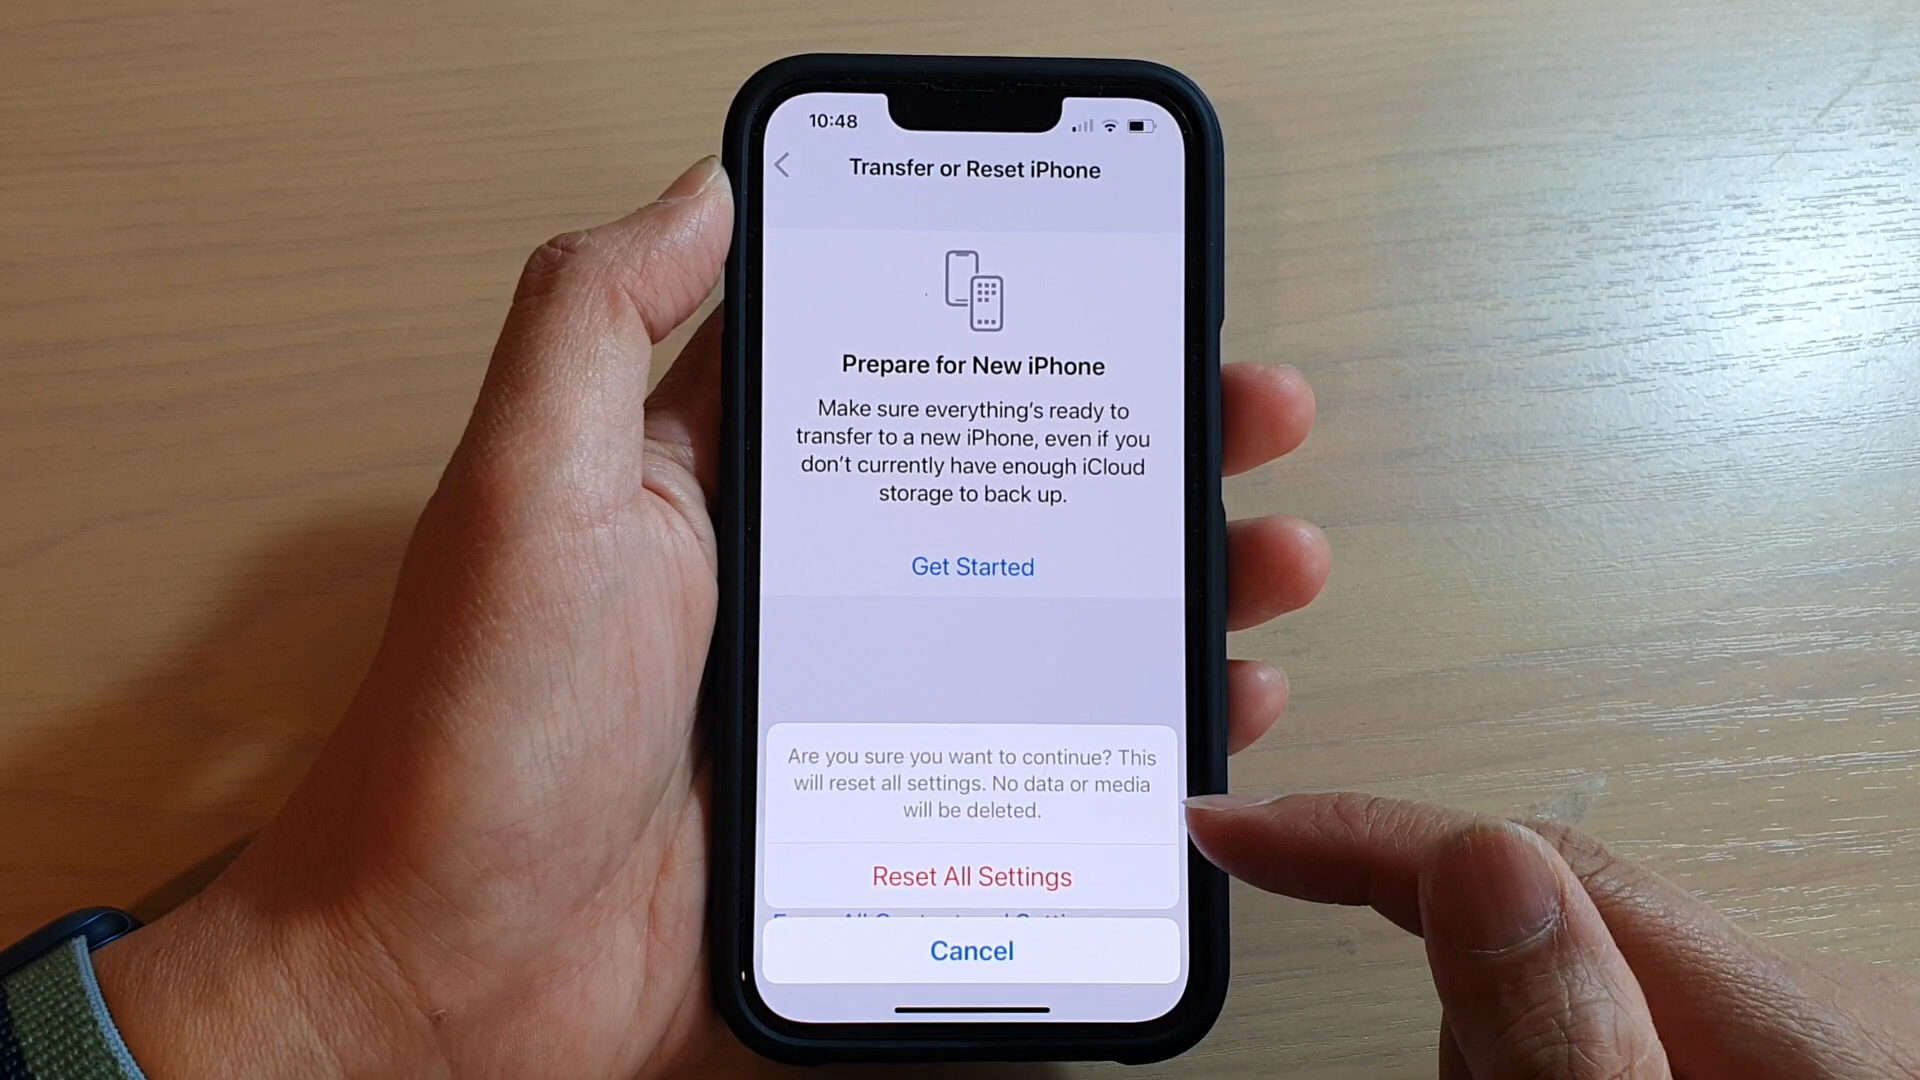 10:48
Transfer or Reset iPhone
Prepare for New iPhone
Make sure everything's ready to
transfer to a new iPhone, even if you
don't currently have enough iCloud
storage to back up.
Get Started
Are you sure you want to continue? This
will reset all settings. No data or media
will be deleted.
Reset All Settings
Cancel